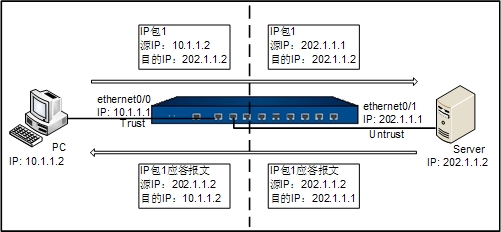 IP包1
源IP: 10.1.1.2
目的IP: 202.1.1.2
IP包1
源IP: 202.1.1.1
目的IP: 202.1.1.2
ethernet0/0
IP: 10.1.1.1
Trust
ethernet0/1
IP: 202.1.1.1
Untrust
PC
IP: 10.1.1.2
Server
IP: 202.1.1.2
IP包1应答报文
源IP: 202.1.1.2
目的IP: 10.1.1.2
IP包1应答报文
源IP: 202.1.1.2
目的IP: 202.1.1.1